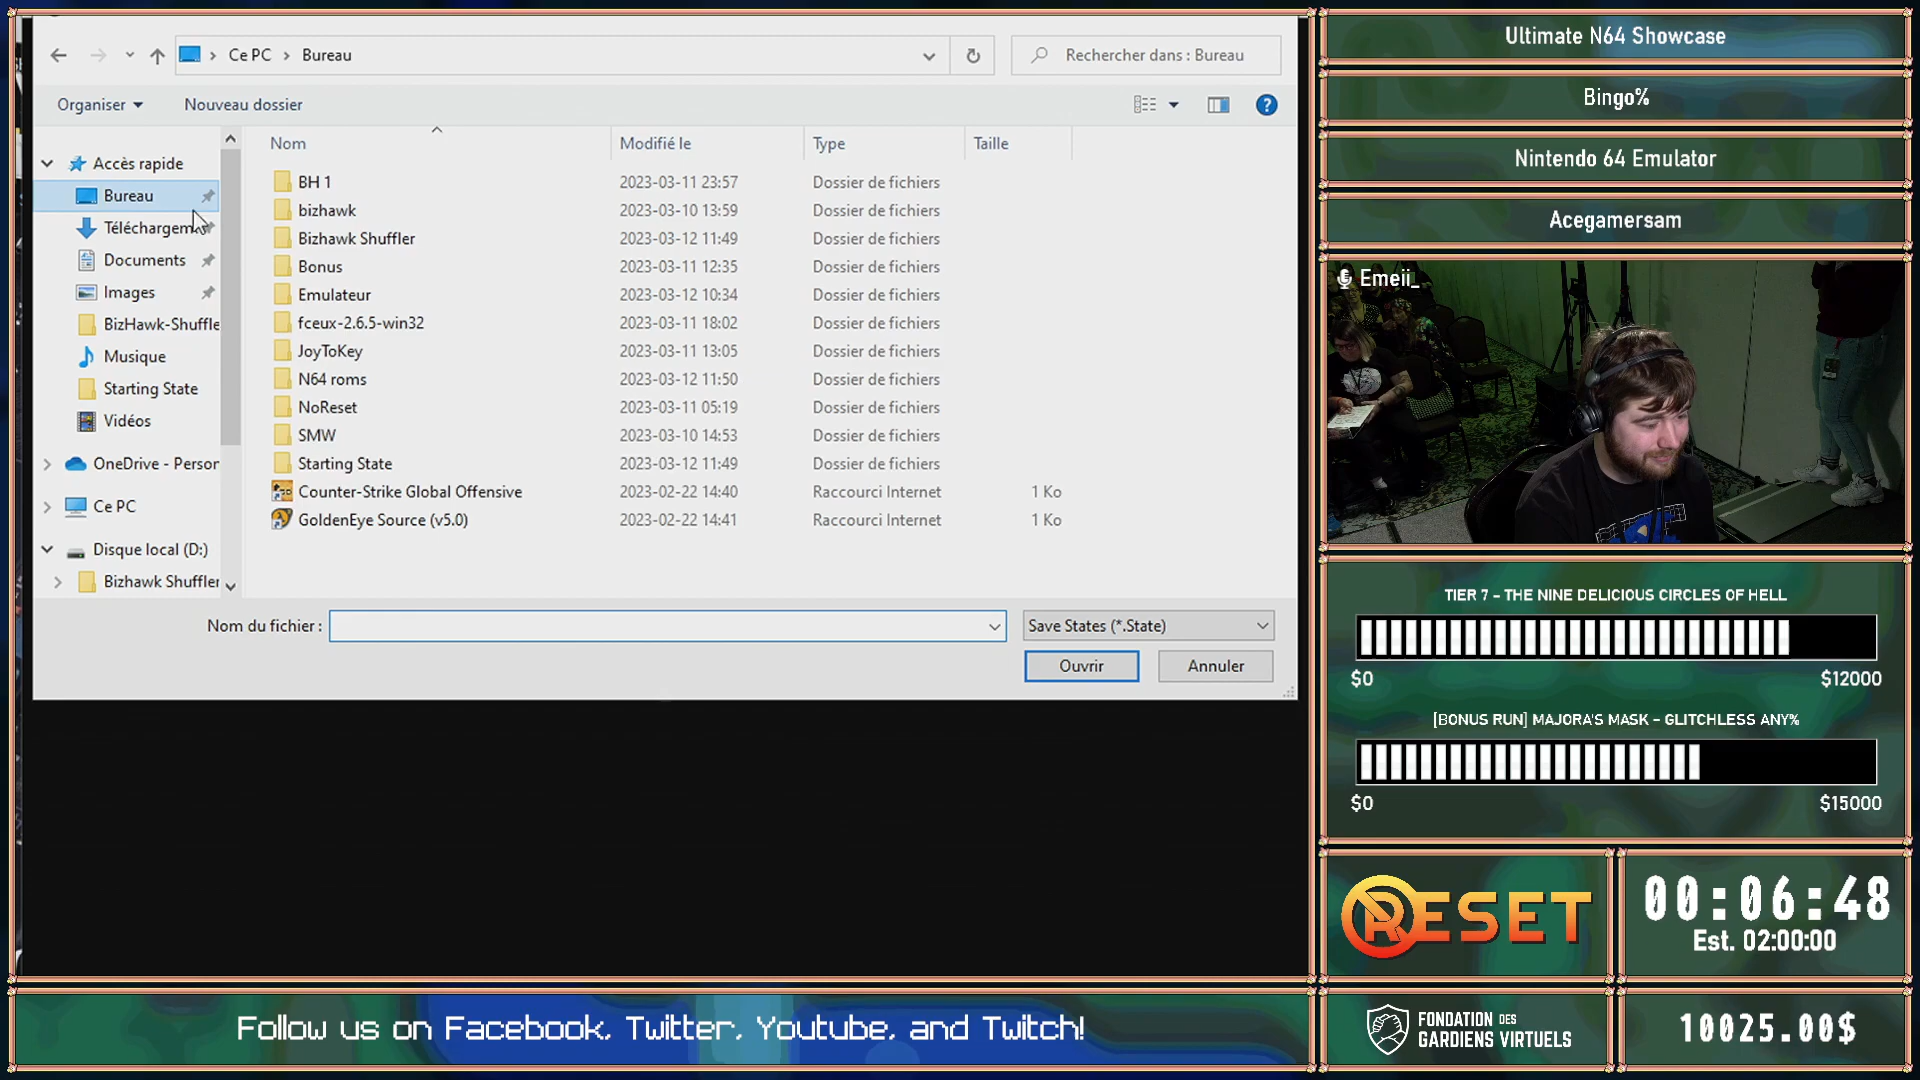 Ce PC
Bureau
Rechercher dans : Bureau
Organiser
Nouveau dossier
Nom
Modifié le
Type
Taille
Accès rapide
Bureau
Téléchargem
Documents
Images
BizHawk-Shuffle
Musique
Starting State
Vidéos
OneDrive - Person
Ce PC
Disque local (D:)
Bizhawk Shuffler
BH 1 2023-03-11 23:57 Dossier de fichiers
bizhawk 2023-03-10 13:59 Dossier de fichiers
Bizhawk Shuffler 2023-03-12 11:49 Dossier de fichiers
Bonus 2023-03-11 12:35 Dossier de fichiers
Emulateur 2023-03-12 10:34 Dossier de fichiers
fceux-2.6.5-win32 2023-03-11 18:02 Dossier de fichiers
JoyToKey 2023-03-11 13:05 Dossier de fichiers
N64 roms 2023-03-12 11:50 Dossier de fichiers
NoReset 2023-03-11 05:19 Dossier de fichiers
SMW 2023-03-10 14:53 Dossier de fichiers
Starting State 2023-03-12 11:49 Dossier de fichiers
Counter-Strike Global Offensive 2023-02-22 14:40 Raccourci Internet 1 Ko
GoldenEye Source (v5.0) 2023-02-22 14:41 Raccourci Internet 1 Ko
Nom du fichier :
Save States (*.State)
Ouvrir
Annuler
Ultimate N64 Showcase
Bingo%
Nintendo 64 Emulator
Acegamersam
Emeii_
TIER 7 - THE NINE DELICIOUS CIRCLES OF HELL
$0 $12000
[BONUS RUN] MAJORA'S MASK - GLITCHLESS ANY%
$0 $15000
RESET
00:06:48
Est. 02:00:00
FONDATION DES
GARDIENS VIRTUELS
10025.00$
Follow us on Facebook, Twitter, Youtube, and Twitch!